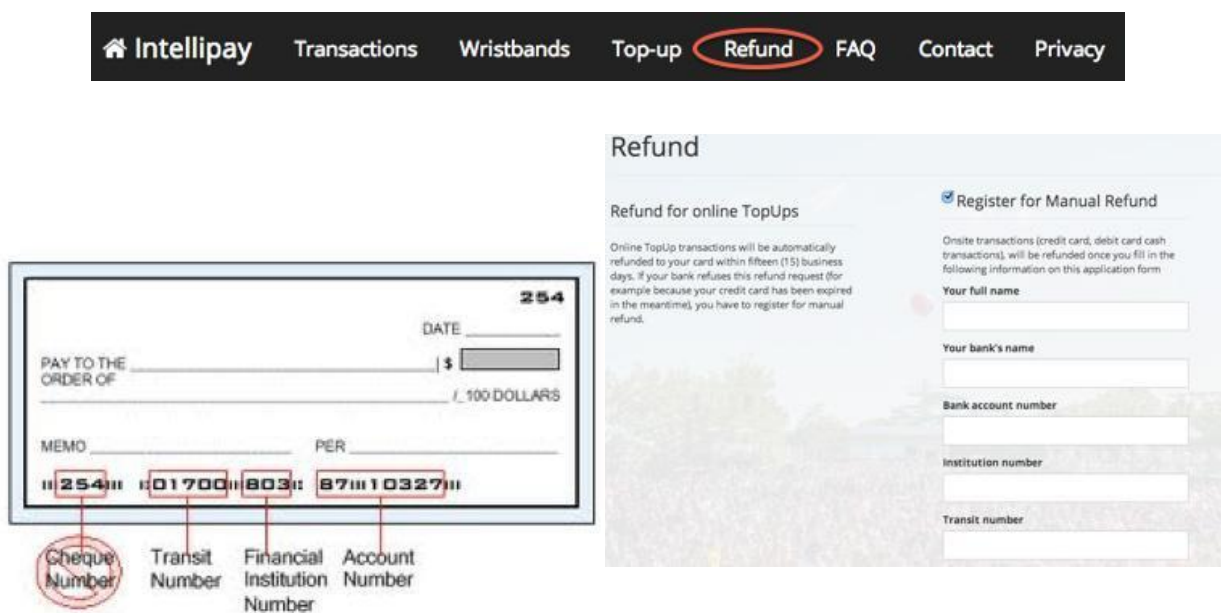 Intellipay Transactions Wristbands Top-up Refund FAQ Contact Privacy
254
DATE
PAY TO THE
ORDER OF
$
/ 100 DOLLARS
MEMO
PER
254 01700 803 87 10327
Cheque
Number
Transit
Number
Financial
Institution
Number
Account
Number
Refund
Refund for online TopUps
Online TopUp transactions will be automatically
refunded to your card within fifteen (15) business
days. If your bank refuses this refund request (for
example because your credit card has been expired
in the meantime), you have to register for manual
refund.
Register for Manual Refund
Onsite transactions (credit card, debit card cash
transactions), will be refunded once you fill in the
following information on this application form
Your full name
Your bank's name
Bank account number
Institution number
Transit number